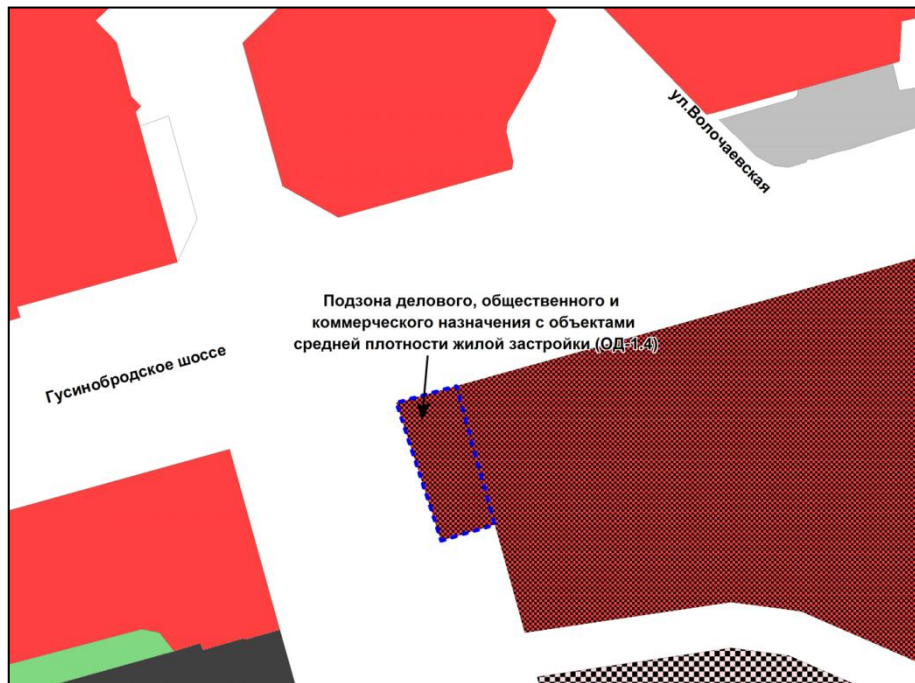 ул.Волочаевская
Подзона делового, общественного и
коммерческого назначения с объектами
средней плотности жилой застройки (ОД-1.4)
Гусинобродское шоссе